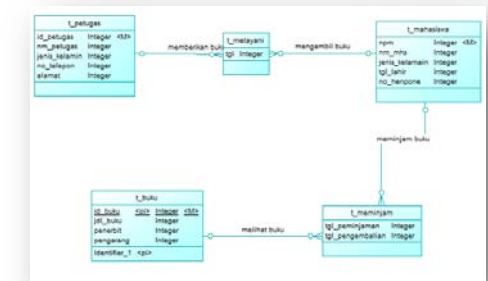 t_petugas
id_petugas Integer <M>
nm_petugas Integer
jenis_kelamin Integer
no_telepon Integer
alamat Integer
memberikan buku
t_melayani
tgl Integer
mengambil buku
t_mahasiswa
npm Integer <M>
nm_mhs Integer
jenis_kelamain Integer
tgl_lahir Integer
no_henpone Integer
meminjam buku
t_buku
id_buku <pi> Integer <M>
jdl_buku Integer
penerbit Integer
pengarang Integer
Identifier_1 <pi>
melihat buku
t_meminjam
tgl_peminjaman Integer
tgl_pengembalian Integer